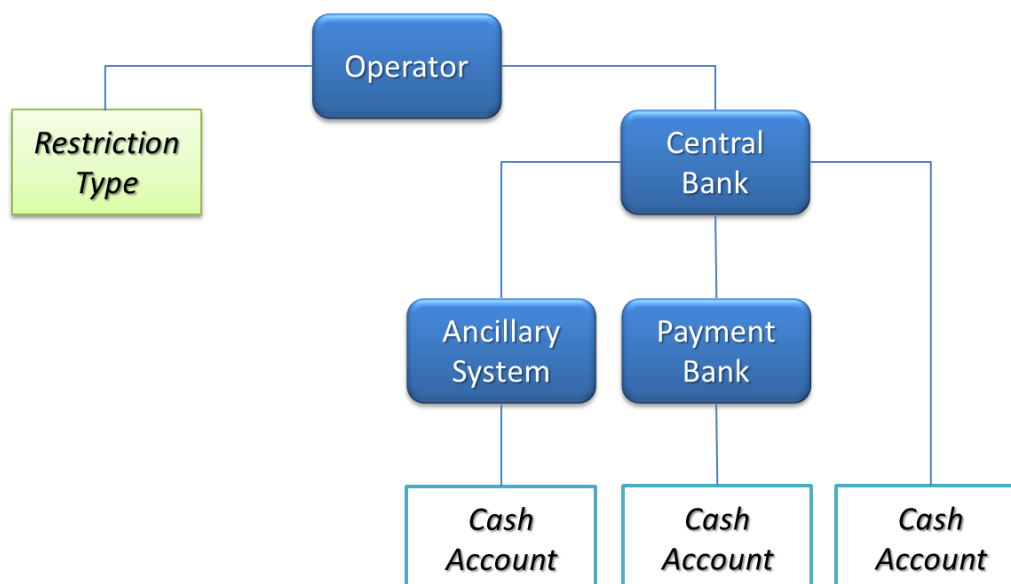 Operator
Restriction
Type
Central
Bank
Ancillary
System
Payment
Bank
Cash
Account
Cash
Account
Cash
Account